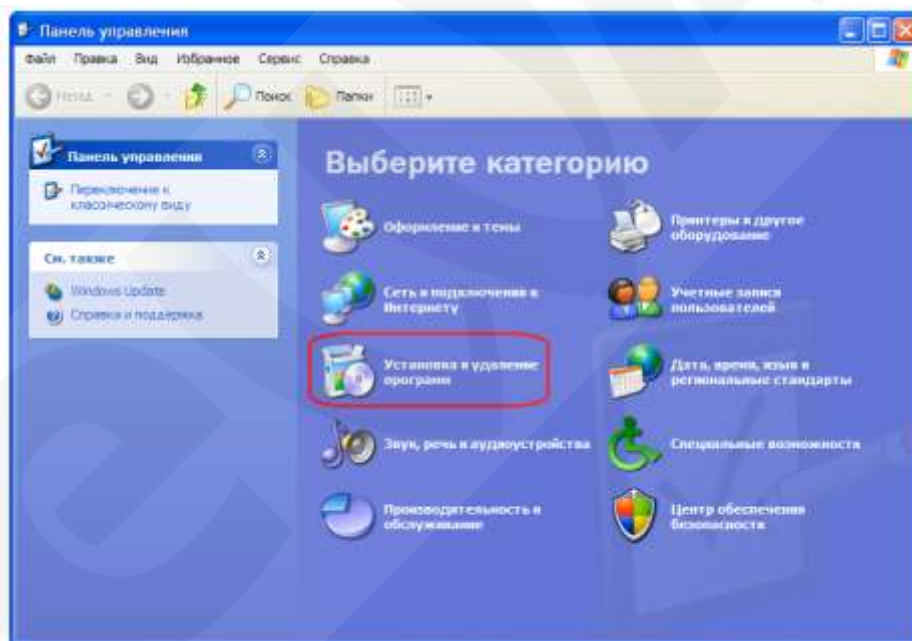 Панель управления
Файл Правка Вид Избранное Сервис Справка
Назад Поиск Папки
Панель управления
Переключение к
классическому виду
См. также
Windows Update
Справка и поддержка
Выберите категорию
Оформление и темы
Принтеры и другое
оборудование
Сеть и подключения к
Интернету
Учетные записи
пользователей
Установка и удаление
программ
Дата, время, язык и
региональные стандарты
Звук, речь и аудиоустройства
Специальные возможности
Производительность и
обслуживание
Центр обеспечения
безопасности